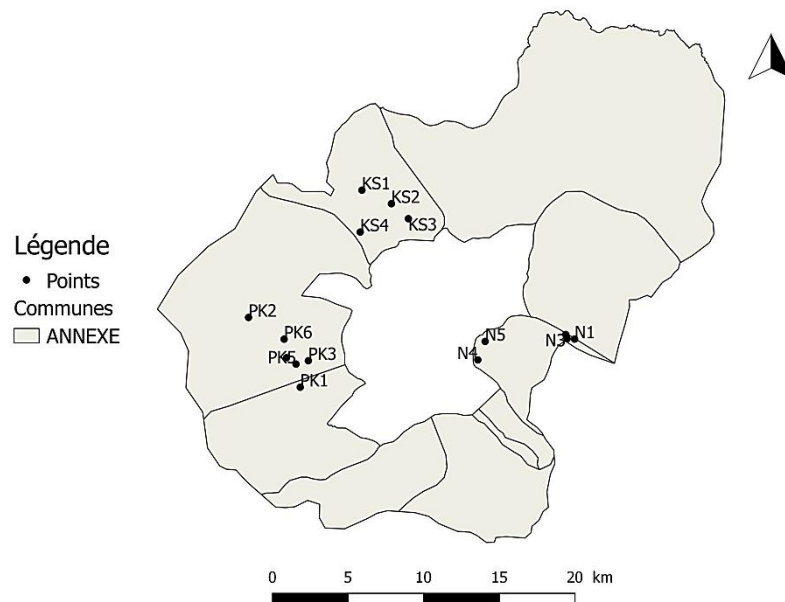 KS1
KS2
KS3
KS4
Légende
Points
Communes
ANNEXE
PK2
PK6
PK5
PK3
PK1
N5
N4
N3
N1
0 5 10 15 20 km